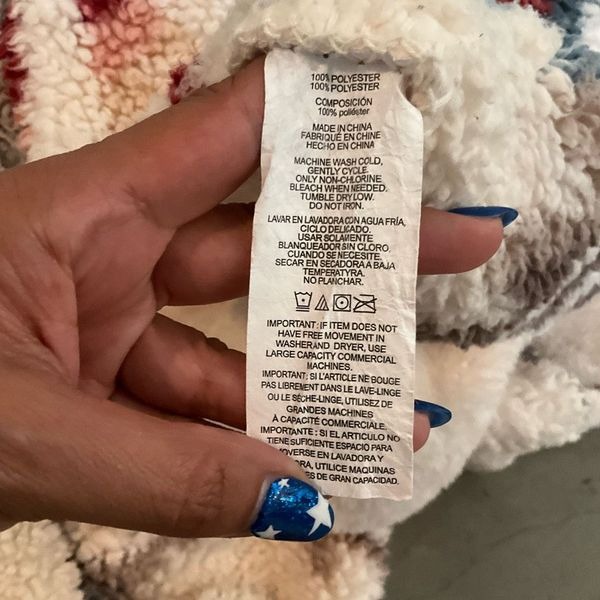 100% POLYESTER
100% POLYESTER
COMPOSICIÓN
100% poliéster
MADE IN CHINA
FABRIQUÉ EN CHINE
HECHO EN CHINA
MACHINE WASH COLD,
GENTLY CYCLE.
ONLY NON-CHLORINE
BLEACH WHEN NEEDED.
TUMBLE DRY LOW.
DO NOT IRON.
LAVAR EN LAVADORA CON AGUA FRÍA,
CICLO DELICADO.
USAR SOLAMENTE
BLANQUEADOR SIN CLORO,
CUANDO SE NECESITE.
SECAR EN SECADORA A BAJA
TEMPERATYRA.
NO PLANCHAR.
IMPORTANT: IF ITEM DOES NOT
HAVE FREE MOVEMENT IN
WASHER AND DRYER, USE
LARGE CAPACITY COMMERCIAL
MACHINES.
IMPORTANT: SI L'ARTICLE NE BOUGE
PAS LIBREMENT DANS LE LAVE-LINGE
OU LE SÈCHE-LINGE, UTILISEZ DE
GRANDES MACHINES
À CAPACITÉ COMMERCIALE.
IMPORTANTE : SI EL ARTICULO NO
TIENE SUFICIENTE ESPACIO PARA
OVERSE EN LAVADORA Y
ORA, UTILICE MAQUINAS
ES DE GRAN CAPACIDAD.